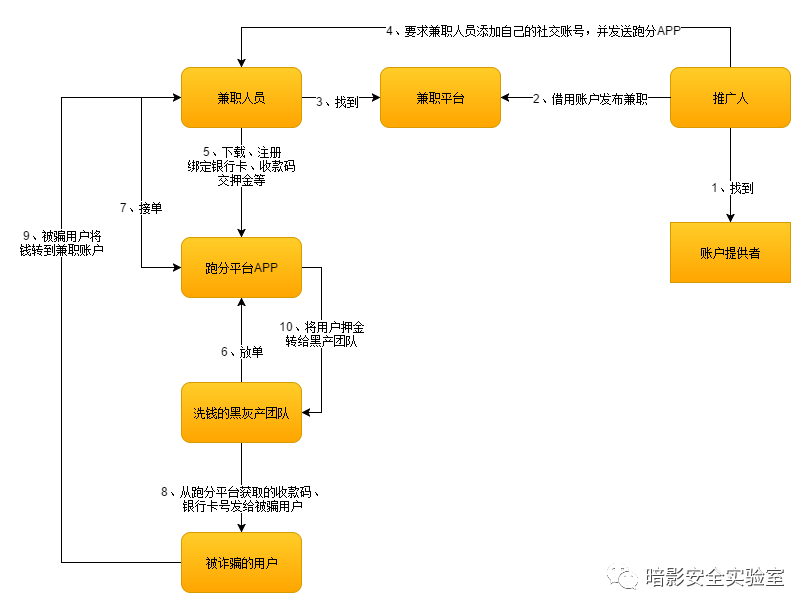 4、要求兼职人员添加自己的社交账号，并发送跑分APP
兼职人员
3、找到
兼职平台
2、借用账户发布兼职
推广人
5、下载、注册
绑定银行卡、收款码
交押金等
1、找到
7、接单
9、被骗用户将
钱转到兼职账户
账户提供者
跑分平台APP
10、将用户押金
转给黑产团队
6、放单
洗钱的黑灰产团队
8、从跑分平台获取的收款码、
银行卡号发给被骗用户
被诈骗的用户
暗影安全实验室